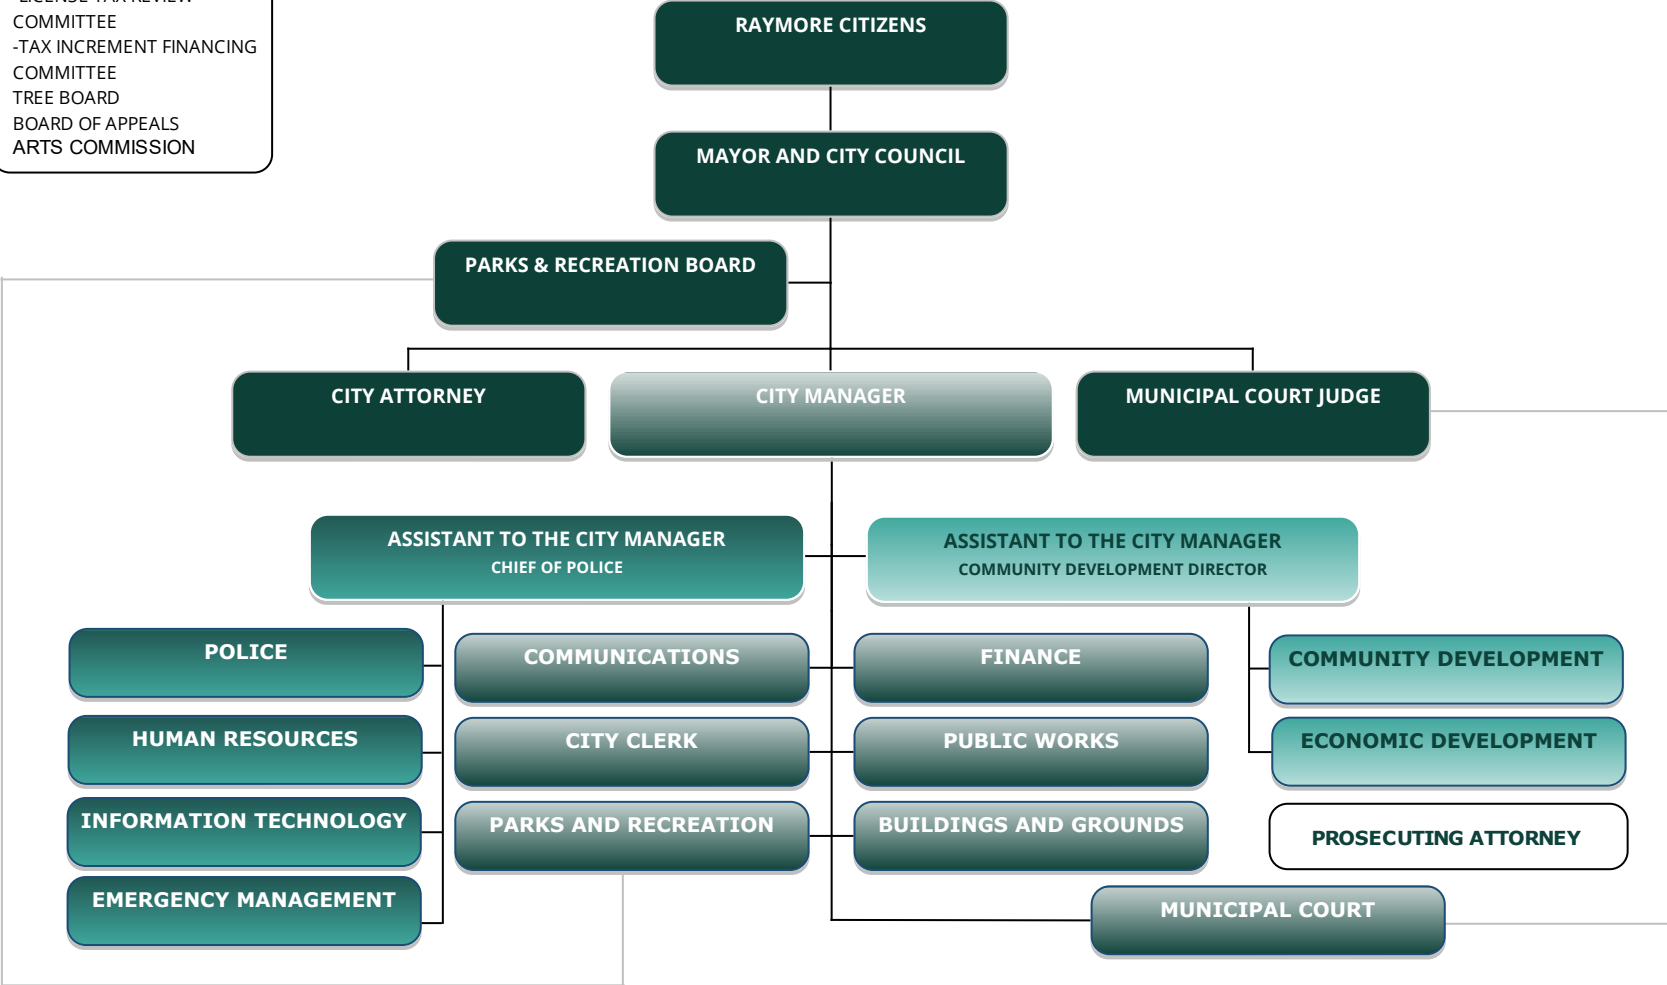 -LICENSE TAX REVIEW
COMMITTEE
-TAX INCREMENT FINANCING
COMMITTEE
TREE BOARD
BOARD OF APPEALS
ARTS COMMISSION
RAYMORE CITIZENS
MAYOR AND CITY COUNCIL
PARKS & RECREATION BOARD
CITY ATTORNEY
CITY MANAGER
MUNICIPAL COURT JUDGE
ASSISTANT TO THE CITY MANAGER
CHIEF OF POLICE
ASSISTANT TO THE CITY MANAGER
COMMUNITY DEVELOPMENT DIRECTOR
POLICE
COMMUNICATIONS
FINANCE
COMMUNITY DEVELOPMENT
HUMAN RESOURCES
CITY CLERK
PUBLIC WORKS
ECONOMIC DEVELOPMENT
INFORMATION TECHNOLOGY
PARKS AND RECREATION
BUILDINGS AND GROUNDS
PROSECUTING ATTORNEY
EMERGENCY MANAGEMENT
MUNICIPAL COURT